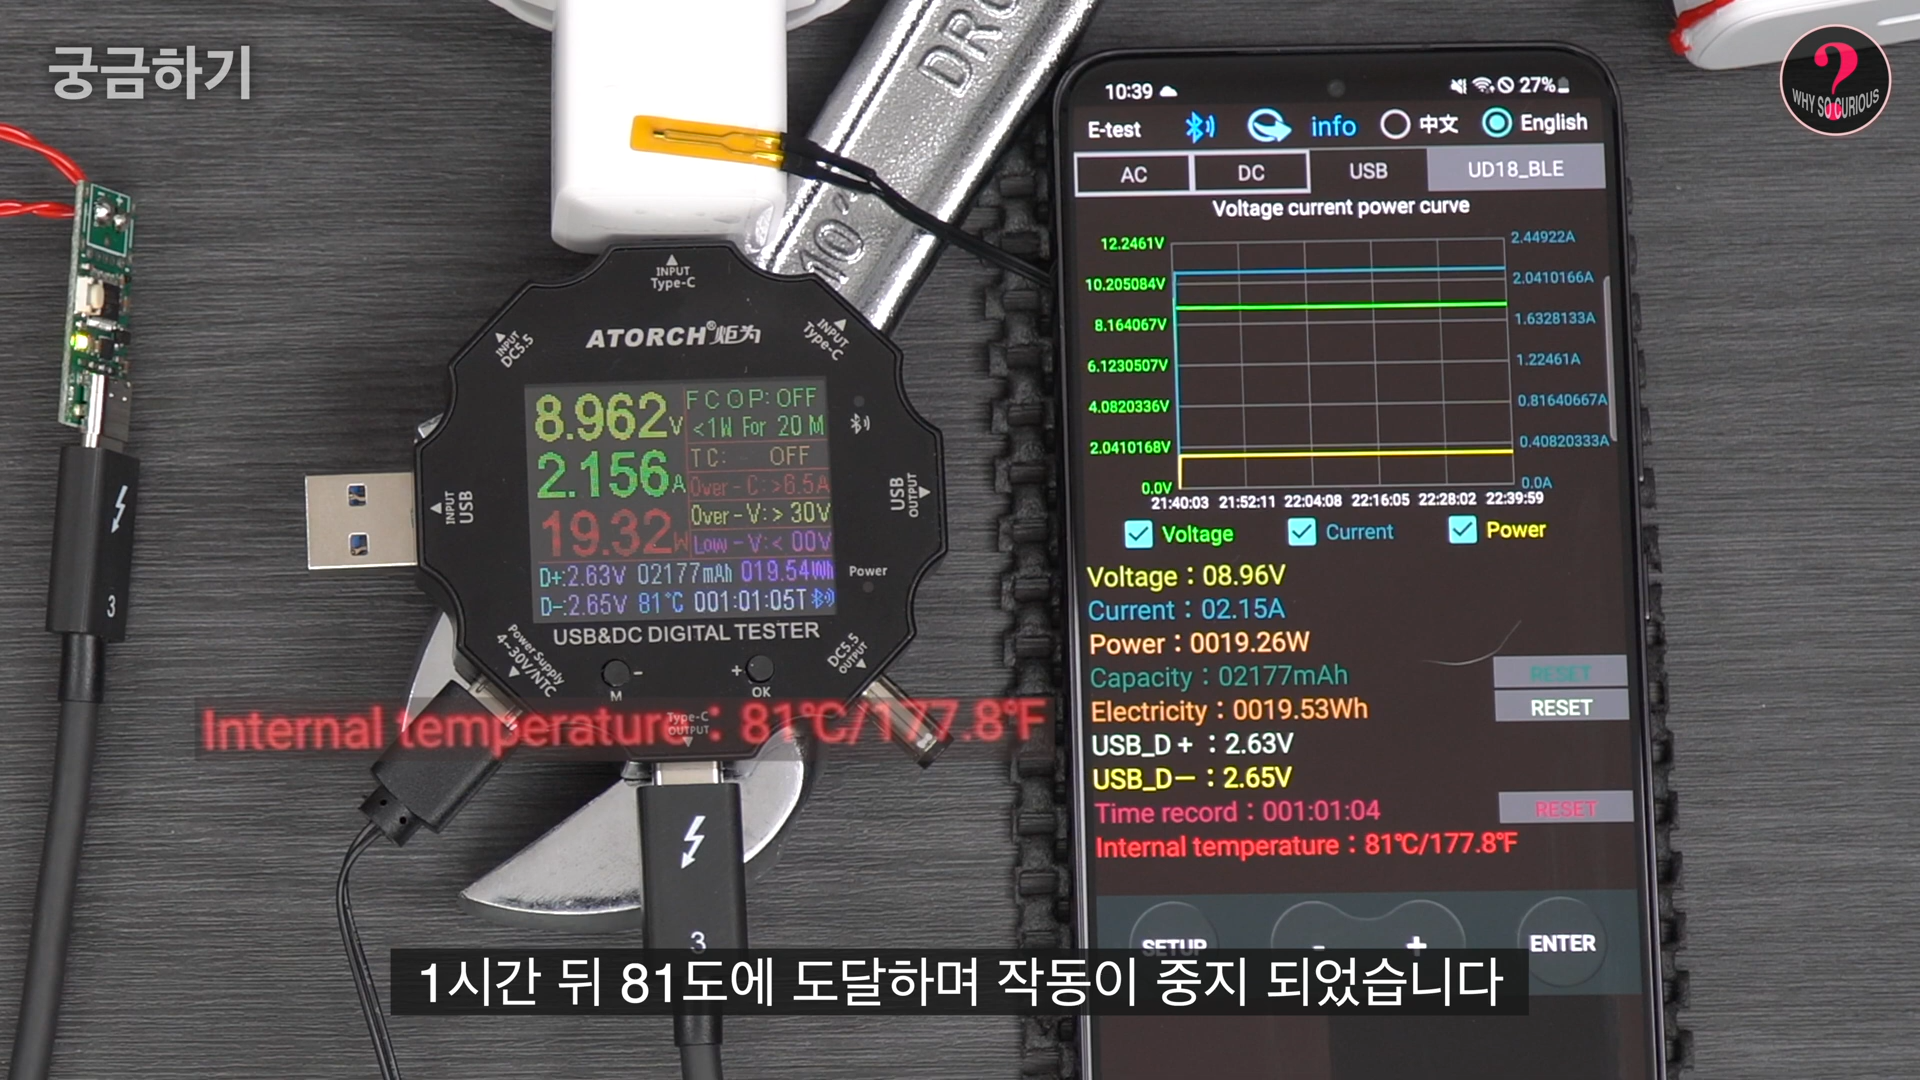 궁금하기
?
WHY SO CURIOUS
DRO
10"
INPUT
Type-C
INPUT
DC5.5
ATORCH®炬为
INPUT
Type-C
INPUT
USB
USB
OUTPUT
8.962V
2.156A
19.32W
FCOP: OFF
<1W For 20 M
TC: OFF
Over-C:>6.5A
Over-V:> 30V
Low-V:< 00V
D+:2.63V 02177mAh 019.54Wh
D-:2.65V 81℃ 001:01:05T
Power
USB&DC DIGITAL TESTER
Power Supply
4~30V/NTC
-
M
+
OK
DC5.5
OUTPUT
Type-C
OUTPUT
3
3
Internal temperature : 81℃/177.8℉
10:39
27%
E-test
info
中文
English
AC
DC
USB
UD18_BLE
Voltage current power curve
12.2461V
10.205084V
8.164067V
6.1230507V
4.0820336V
2.0410168V
0.0V
2.44922A
2.0410166A
1.6328133A
1.22461A
0.81640667A
0.40820333A
0.0A
21:40:03 21:52:11 22:04:08 22:16:05 22:28:02 22:39:59
Voltage
Current
Power
Voltage : 08.96V
Current : 02.15A
Power : 0019.26W
Capacity : 02177mAh
RESET
Electricity : 0019.53Wh
RESET
USB_D+ : 2.63V
USB_D— : 2.65V
Time record : 001:01:04
RESET
Internal temperature : 81℃/177.8℉
SETUP
-
+
ENTER
1시간 뒤 81도에 도달하며 작동이 중지 되었습니다